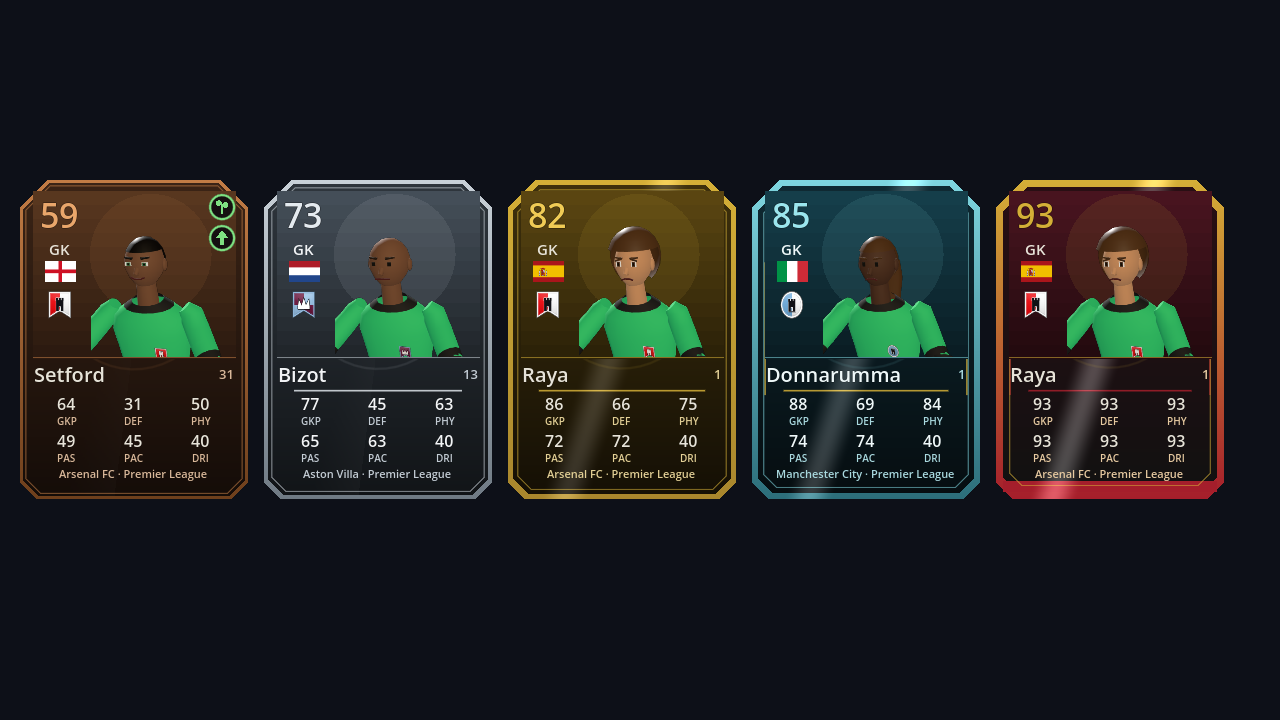 59
GK
Setford 31
64 31 50
GKP DEF PHY
49 45 40
PAS PAC DRI
Arsenal FC · Premier League
73
GK
Bizot 13
77 45 63
GKP DEF PHY
65 63 40
PAS PAC DRI
Aston Villa · Premier League
82
GK
Raya 1
86 66 75
GKP DEF PHY
72 72 40
PAS PAC DRI
Arsenal FC · Premier League
85
GK
Donnarumma 1
88 69 84
GKP DEF PHY
74 74 40
PAS PAC DRI
Manchester City · Premier League
93
GK
Raya 1
93 93 93
GKP DEF PHY
93 93 93
PAS PAC DRI
Arsenal FC · Premier League